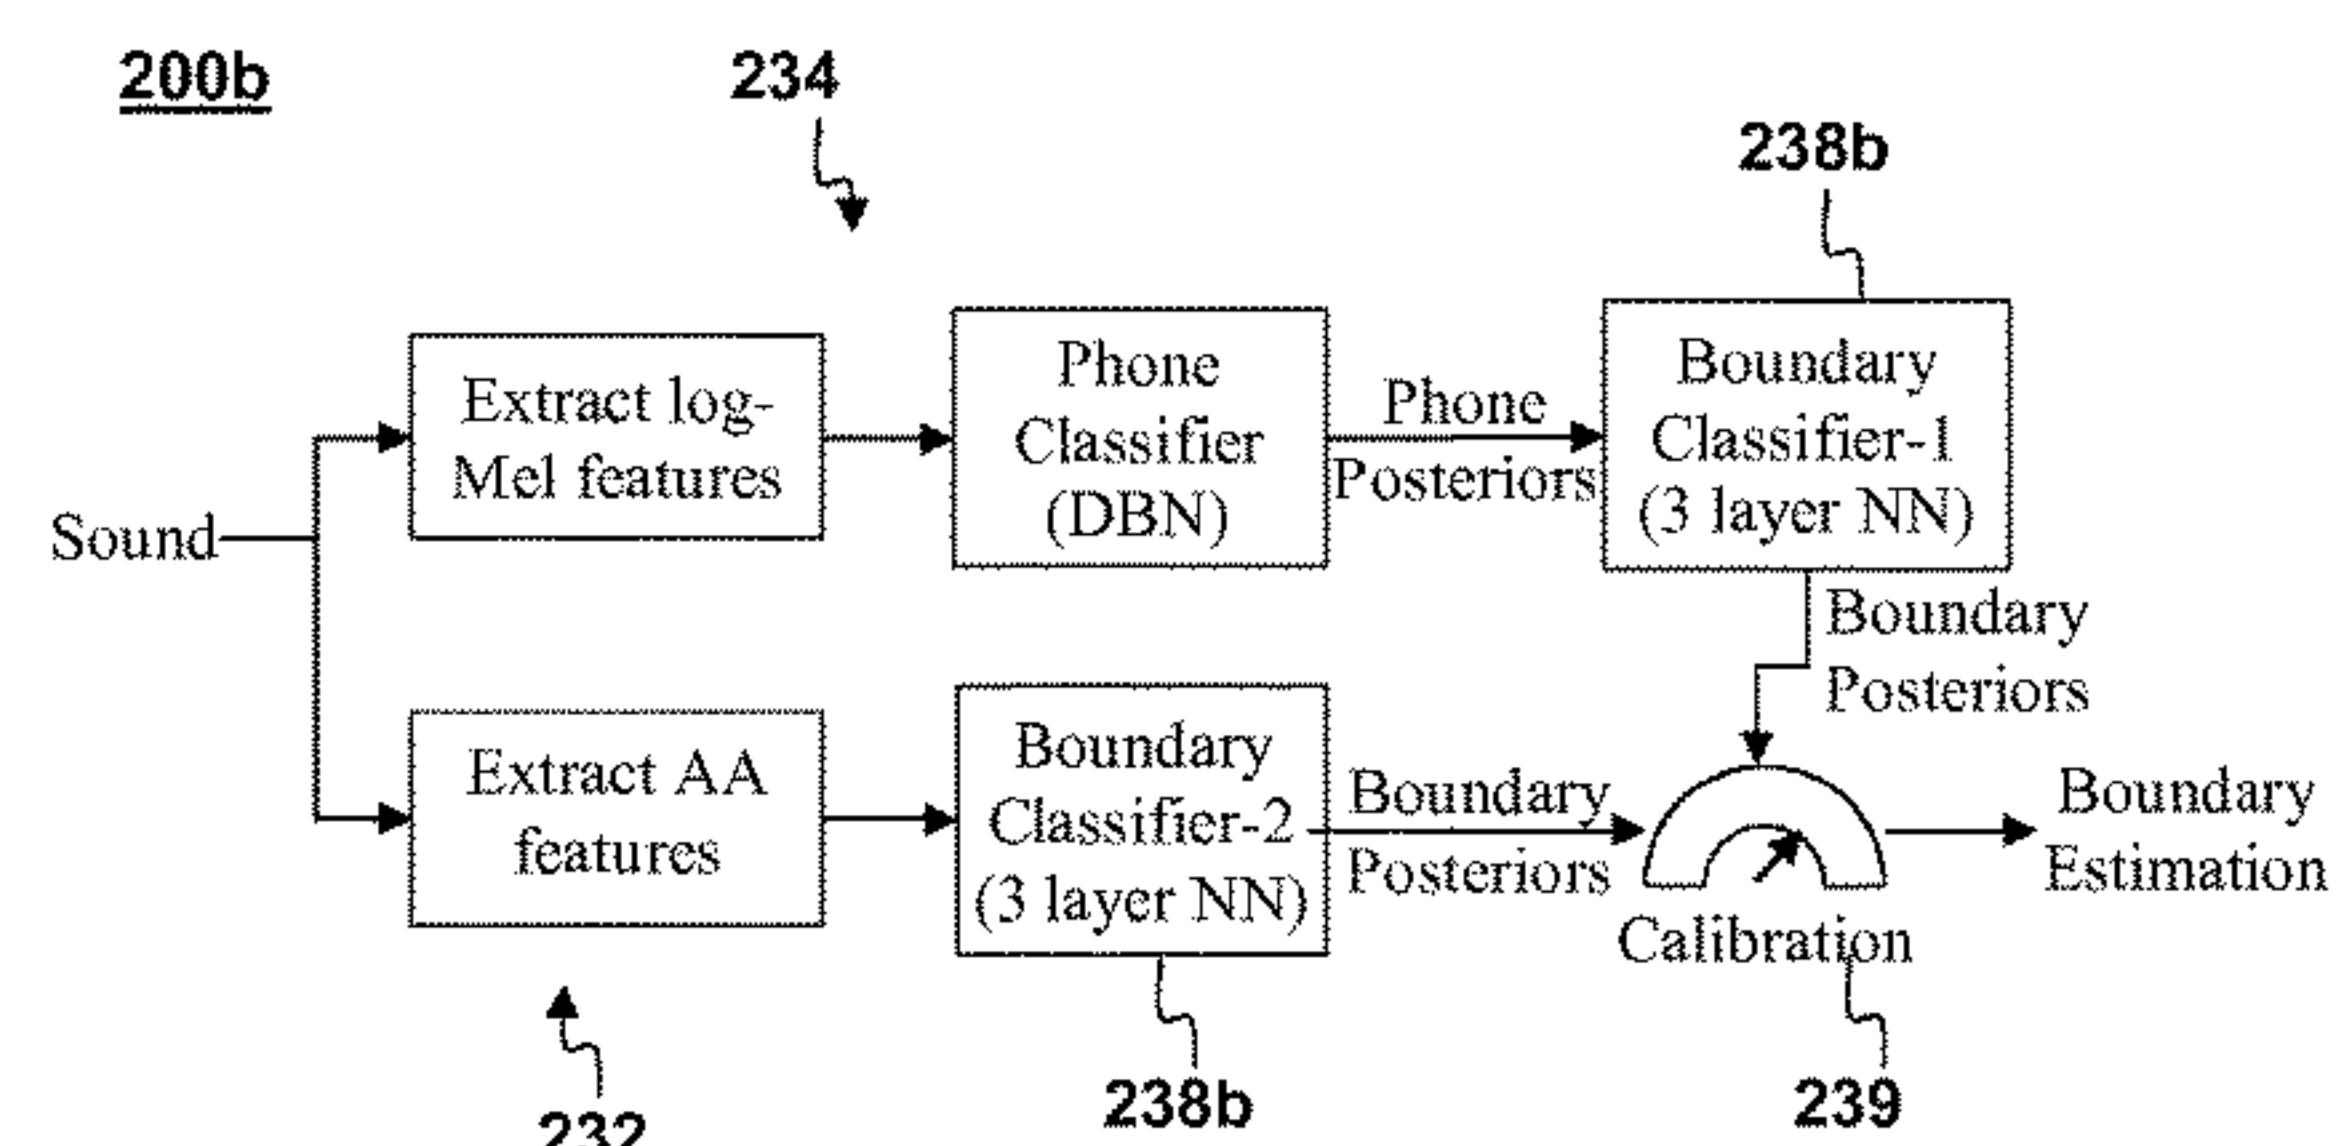 200b
234
238b
Extract log-
Mel features
Phone
Classifier
(DBN)
Phone
Posteriors
Boundary
Classifier-1
(3 layer NN)
Sound
Boundary
Posteriors
Extract AA
features
Boundary
Classifier-2
(3 layer NN)
Boundary
Posteriors
Calibration
Boundary
Estimation
232
238b
239